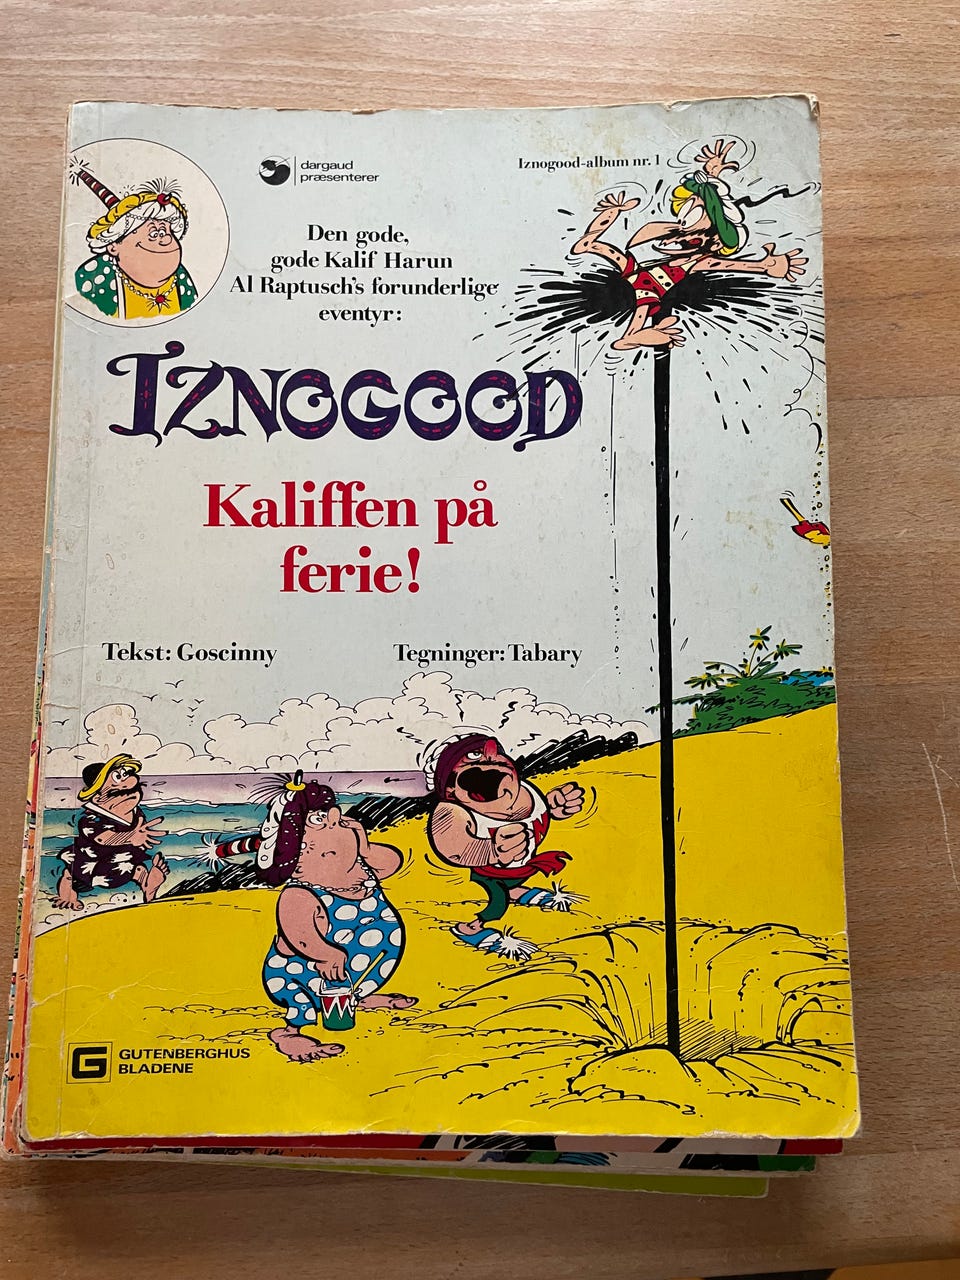 dargaud
præsenterer
Iznogood-album nr. 1
Den gode,
gode Kalif Harun
Al Raptusch's forunderlige
eventyr:
IZNOGOOD
Kaliffen på
ferie!
Tekst: Goscinny
Tegninger: Tabary
G
GUTENBERGHUS
BLADENE